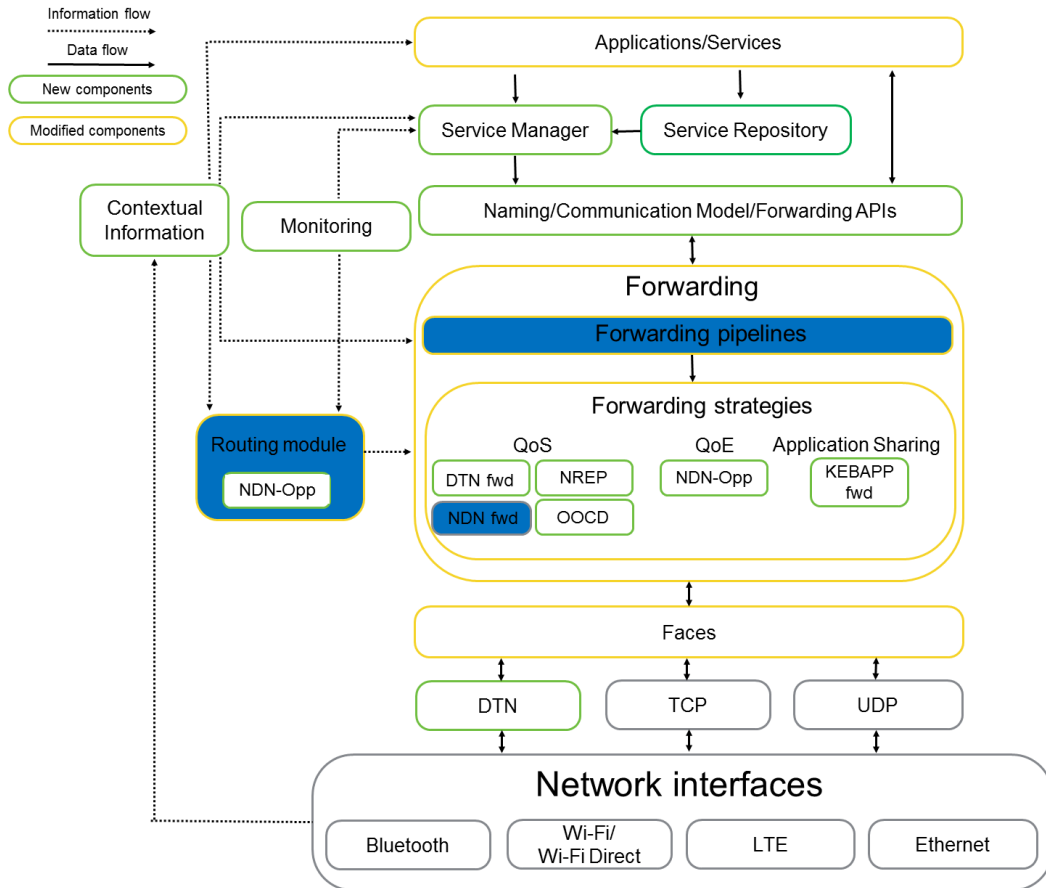 Information flow
Data flow
New components
Modified components
Applications/Services
Service Manager
Service Repository
Contextual
Information
Monitoring
Naming/Communication Model/Forwarding APIs
Forwarding
Forwarding pipelines
Forwarding strategies
Routing module
NDN-Opp
QoS
QoE
Application Sharing
DTN fwd
NREP
NDN-Opp
KEBAPP
fwd
NDN fwd
OOCD
Faces
DTN
TCP
UDP
Network interfaces
Bluetooth
Wi-Fi/
Wi-Fi Direct
LTE
Ethernet